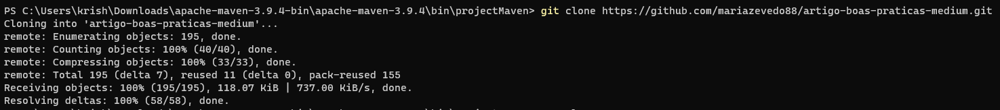 PS C:\Users\krish\Downloads\apache-maven-3.9.4-bin\apache-maven-3.9.4\bin\projectMaven> git clone https://github.com/mariazevedo88/artigo-boas-praticas-medium.git
Cloning into 'artigo-boas-praticas-medium'...
remote: Enumerating objects: 195, done.
remote: Counting objects: 100% (40/40), done.
remote: Compressing objects: 100% (33/33), done.
remote: Total 195 (delta 7), reused 11 (delta 0), pack-reused 155
Receiving objects: 100% (195/195), 118.07 KiB | 737.00 KiB/s, done.
Resolving deltas: 100% (58/58), done.